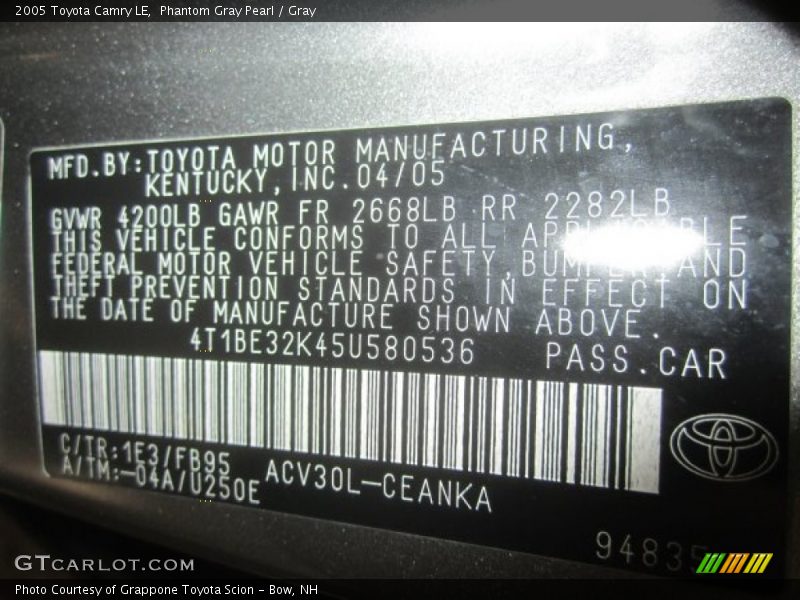 2005 Toyota Camry LE,  Phantom Gray Pearl / Gray
MFD.BY:TOYOTA MOTOR MANUFACTURING,
KENTUCKY,INC.04/05
GVWR 4200LB GAWR FR 2668LB RR 2282LB
THIS VEHICLE CONFORMS TO ALL
FEDERAL MOTOR VEHICLE SAFETY, AND
THEFT PREVENTION STANDARDS IN EFFECT ON
THE DATE OF MANUFACTURE SHOWN ABOVE.
4T1BE32K45U580536 PASS.CAR
C/TR:1E3/FB95
A/TM:-04A/U250E
ACV30L-CEANKA
GTCARLOT.COM
Photo Courtesy of Grappone Toyota Scion - Bow, NH